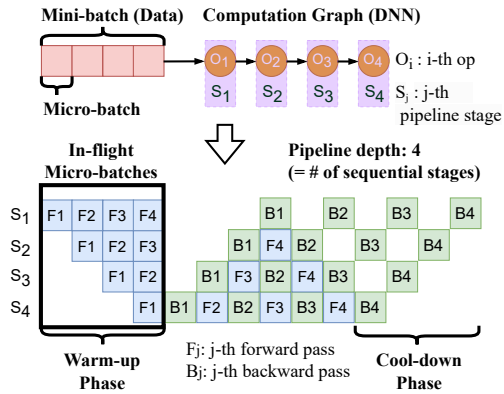 Mini-batch (Data) Computation Graph (DNN)
O1 O2 O3 O4
Oi : i-th op
S1 S2 S3 S4
Sj : j-th
pipeline stage
Micro-batch
In-flight
Micro-batches
Pipeline depth: 4
(= # of sequential stages)
S1 F1 F2 F3 F4 B1 B2 B3 B4
S2 F1 F2 F3 B1 F4 B2 B3 B4
S3 F1 F2 B1 F3 B2 F4 B3 B4
S4 F1 B1 F2 B2 F3 B3 F4 B4
Warm-up
Phase
Fj: j-th forward pass
Bj: j-th backward pass
Cool-down
Phase